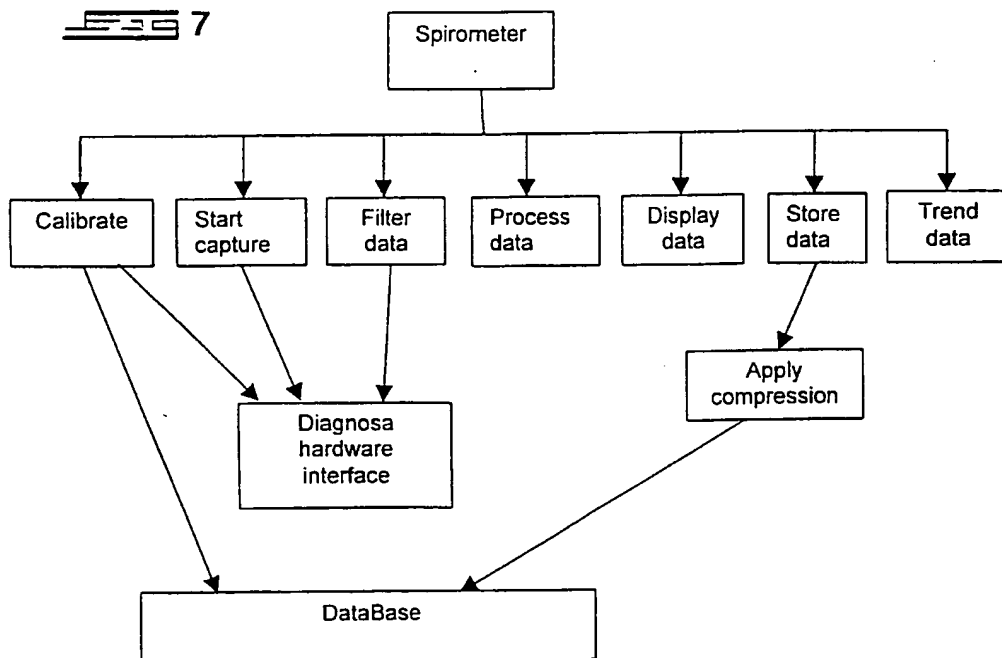 FIG 7
Spirometer
Calibrate
Start
capture
Filter
data
Process
data
Display
data
Store
data
Trend
data
Apply
compression
Diagnosa
hardware
interface
DataBase